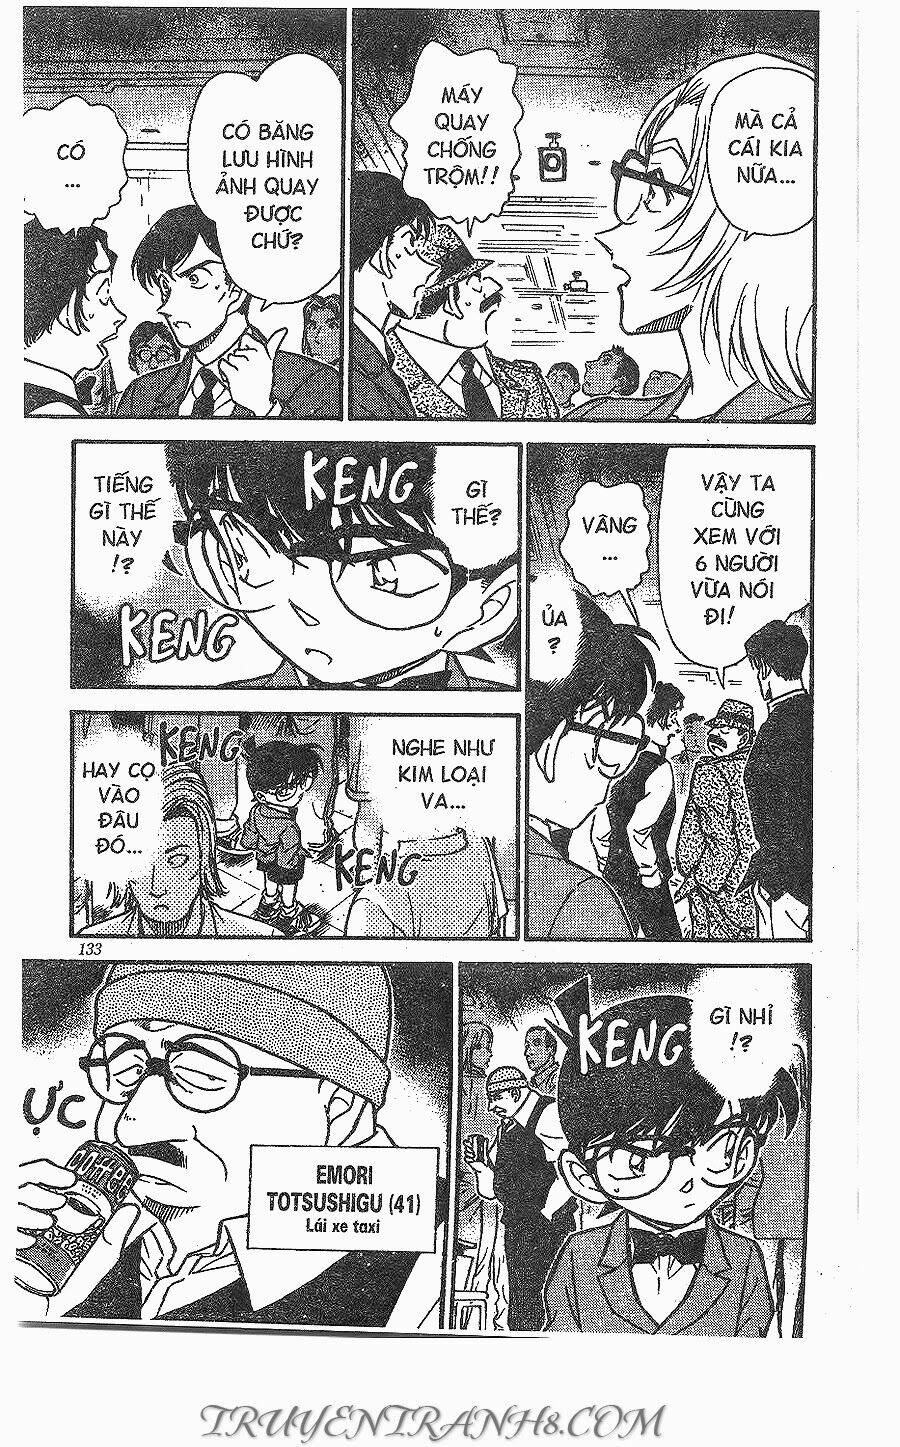 MÀ CẢ
CÁI KIA
NỮA...
MÁY
QUAY
CHỐNG
TRỘM!!
CÓ BĂNG
LƯU HÌNH
ẢNH QUAY
ĐƯỢC
CHỨ?
CÓ
...
VẬY TA
CÙNG
XEM VỚI
6 NGƯỜI
VỪA NÓI
ĐI!
VÂNG
...
ỦA
?
KENG
GÌ
THẾ?
TIẾNG
GÌ THẾ
NÀY
!?
KENG
NGHE NHƯ
KIM LOẠI
VA...
KENG
KENG
HAY CỌ
VÀO
ĐÂU
ĐÓ...
133
GÌ NHỈ
!?
KENG
ỰC
COFFEE
EMORI
TOTSUSHIGU (41)
Lái xe taxi
TRUYENTRANH8.COM